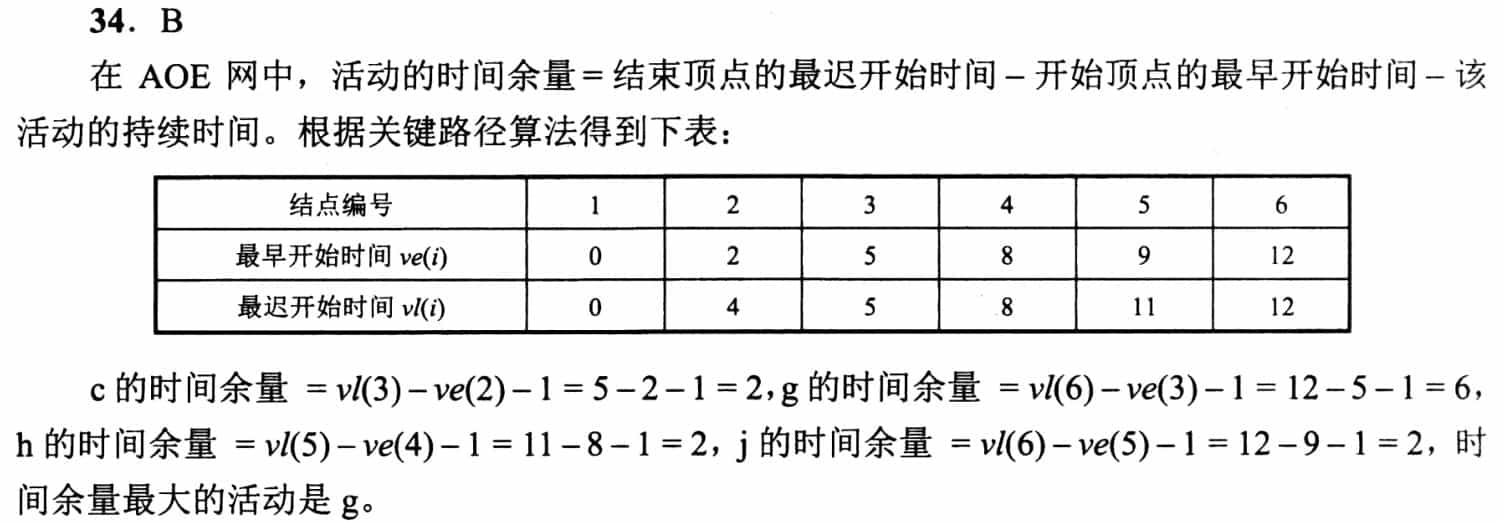 34. B
在 AOE 网中，活动的时间余量 = 结束顶点的最迟开始时间 – 开始顶点的最早开始时间 – 该
活动的持续时间。根据关键路径算法得到下表：
结点编号 1 2 3 4 5 6
最早开始时间 ve(i) 0 2 5 8 9 12
最迟开始时间 vl(i) 0 4 5 8 11 12
c 的时间余量 = vl(3) – ve(2) – 1 = 5 – 2 – 1 = 2, g 的时间余量 = vl(6) – ve(3) – 1 = 12 – 5 – 1 = 6，
h 的时间余量 = vl(5) – ve(4) – 1 = 11 – 8 – 1 = 2，j 的时间余量 = vl(6) – ve(5) – 1 = 12 – 9 – 1 = 2，时
间余量最大的活动是 g。